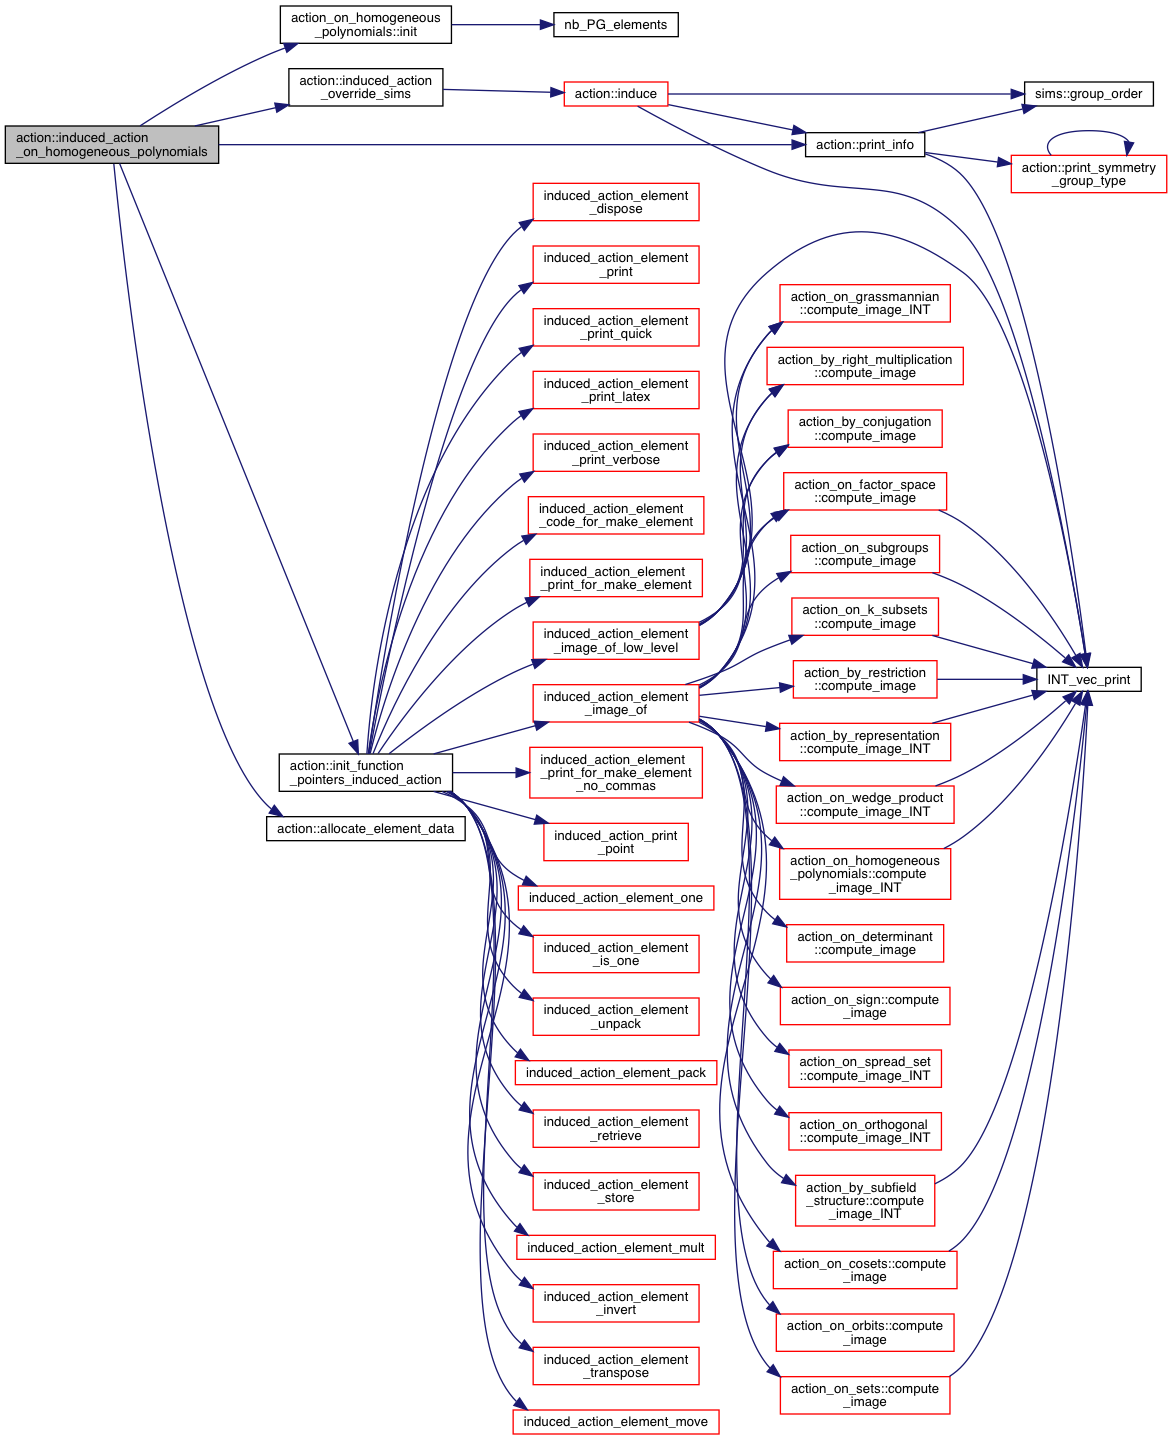 action_on_homogeneous
_polynomials::init
nb_PG_elements
action::induced_action
_override_sims
action::induce
sims::group_order
action::induced_action
_on_homogeneous_polynomials
action::print_info
action::print_symmetry
_group_type
induced_action_element
_dispose
induced_action_element
_print
induced_action_element
_print_quick
induced_action_element
_print_latex
induced_action_element
_print_verbose
induced_action_element
_code_for_make_element
induced_action_element
_print_for_make_element
induced_action_element
_image_of_low_level
induced_action_element
_image_of
induced_action_element
_print_for_make_element
_no_commas
induced_action_print
_point
induced_action_element_one
induced_action_element
_is_one
induced_action_element
_unpack
induced_action_element_pack
induced_action_element
_retrieve
induced_action_element
_store
induced_action_element_mult
induced_action_element
_invert
induced_action_element
_transpose
induced_action_element_move
action::init_function
_pointers_induced_action
action::allocate_element_data
action_on_grassmannian
::compute_image_INT
action_by_right_multiplication
::compute_image
action_by_conjugation
::compute_image
action_on_factor_space
::compute_image
action_on_subgroups
::compute_image
action_on_k_subsets
::compute_image
action_by_restriction
::compute_image
action_by_representation
::compute_image_INT
action_on_wedge_product
::compute_image_INT
action_on_homogeneous
_polynomials::compute
_image_INT
action_on_determinant
::compute_image
action_on_sign::compute
_image
action_on_spread_set
::compute_image_INT
action_on_orthogonal
::compute_image_INT
action_by_subfield
_structure::compute
_image_INT
action_on_cosets::compute
_image
action_on_orbits::compute
_image
action_on_sets::compute
_image
INT_vec_print